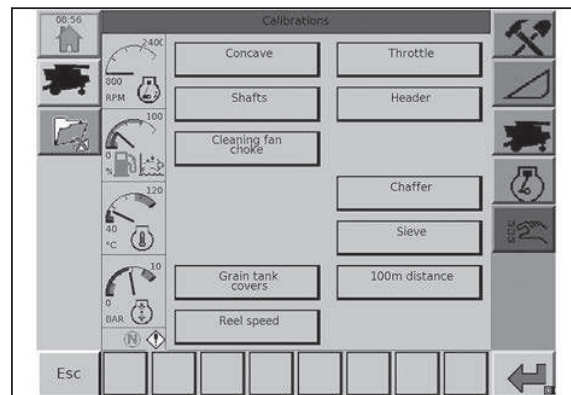 08:56
Calibrations
2400
800
RPM
Concave
Throttle
Shafts
Header
100
0
%
Cleaning fan
choke
120
40
°C
Chaffer
Sieve
10
0
BAR
Grain tank
covers
100m distance
Reel speed
N
Esc